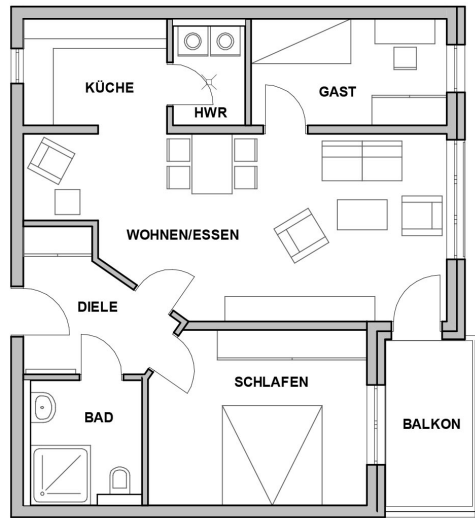 KÜCHE
HWR
GAST
WOHNEN/ESSEN
DIELE
SCHLAFEN
BAD
BALKON